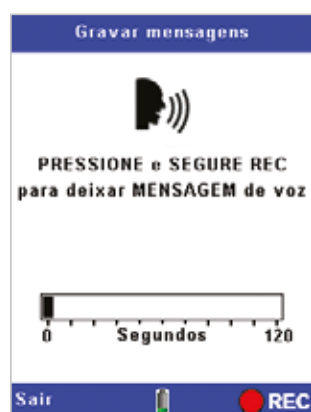 Gravar mensagens
PRESSIONE e SEGURE REC
para deixar MENSAGEM de voz
0 Segundos 120
Sair REC